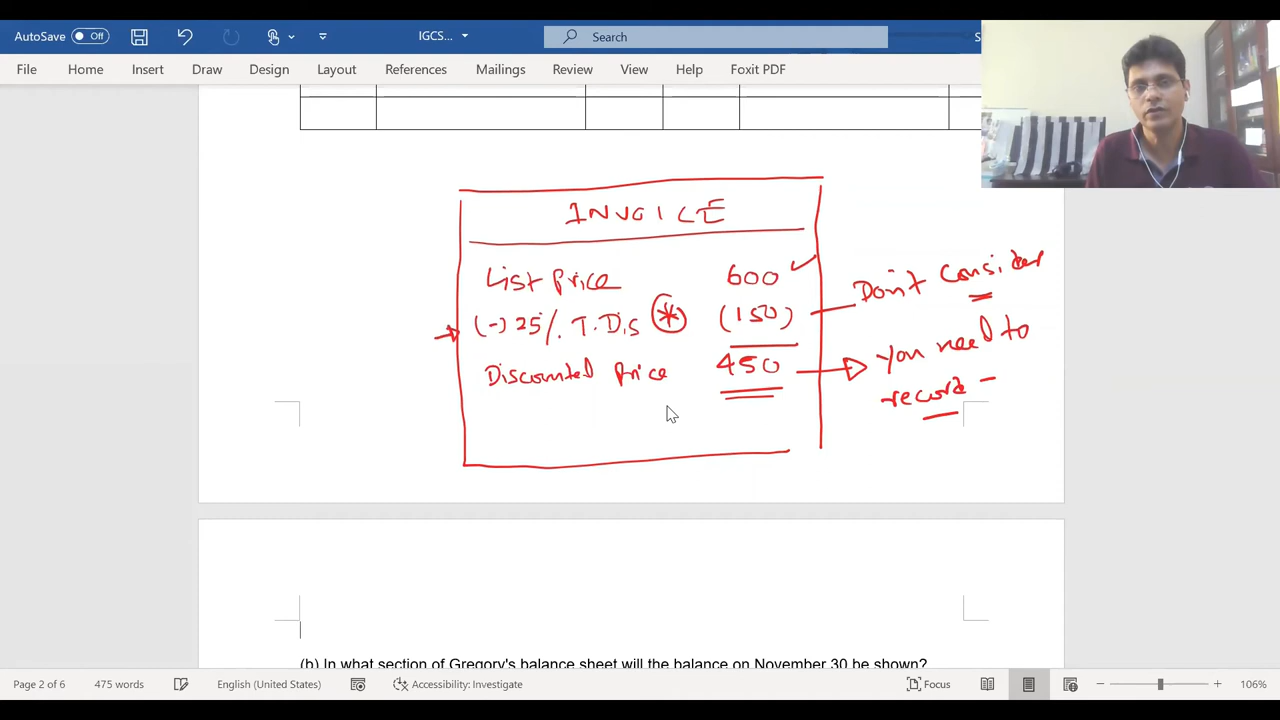 AutoSave Off IGCS... Search S
File Home Insert Draw Design Layout References Mailings Review View Help Foxit PDF
INVOICE
List Price 600
(-) 25%. T.Dis * (150)
Discounted Price 450
Don't consider
You need to
record -
(b) In what section of Gregory's balance sheet will the balance on November 30 be shown?
Page 2 of 6 475 words English (United States) Accessibility: Investigate Focus 106%